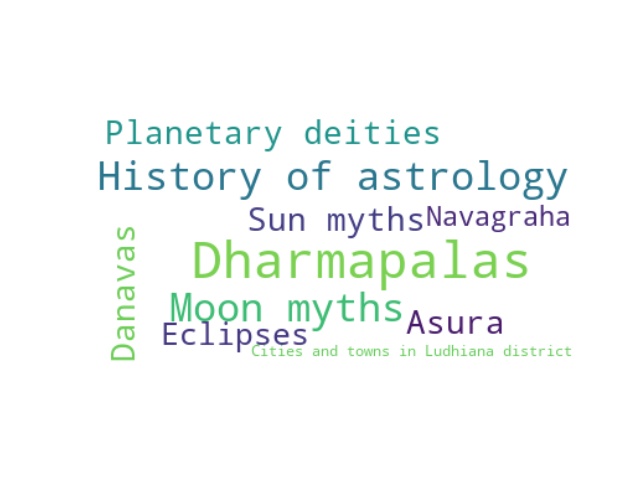 Planetary deities
History of astrology
Sun myths
Navagraha
Danavas
Dharmapalas
Moon myths
Asura
Eclipses
Cities and towns in Ludhiana district